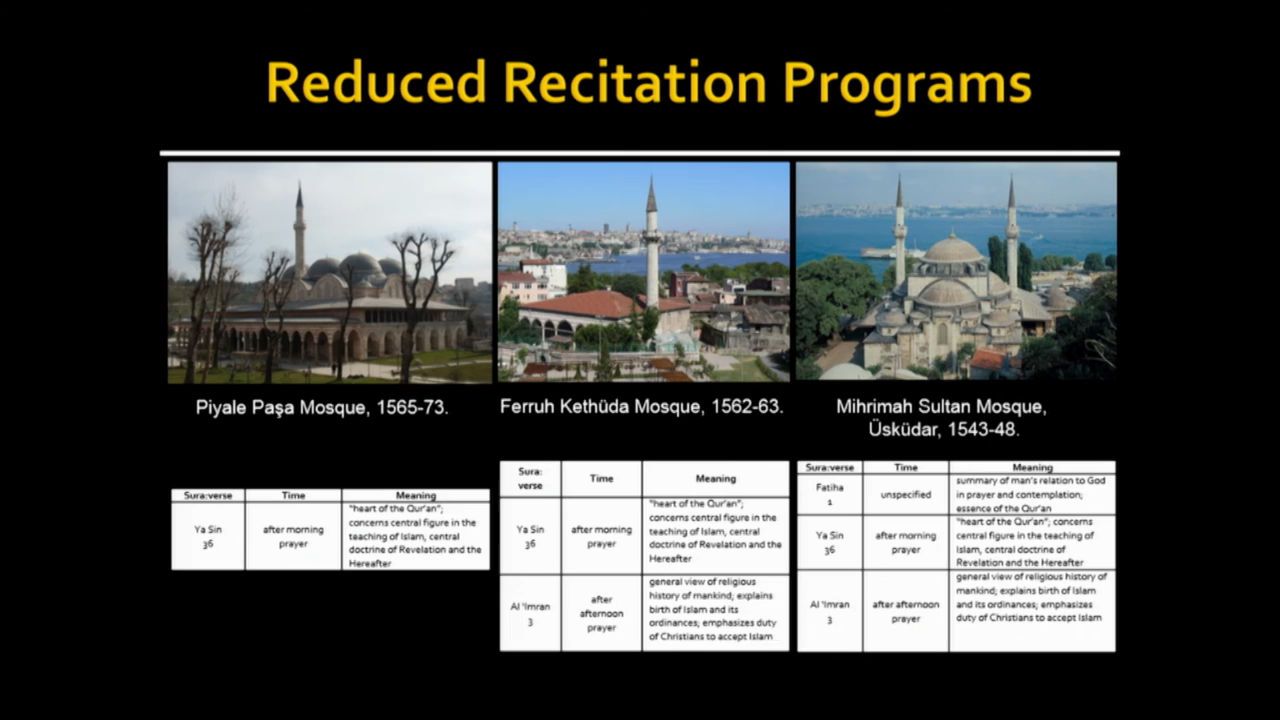 Reduced Recitation Programs
Piyale Paşa Mosque, 1565-73.
Ferruh Kethüda Mosque, 1562-63.
Mihrimah Sultan Mosque,
Üsküdar, 1543-48.
Sura:verse Time Meaning
Ya Sin
36
after morning
prayer
"heart of the Qur'an";
concerns central figure in the
teaching of Islam, central
doctrine of Revelation and the
Hereafter
Sura:
verse
Time
Meaning
Ya Sin
36
after morning
prayer
"heart of the Qur'an";
concerns central figure in the
teaching of Islam, central
doctrine of Revelation and the
Hereafter
Al 'Imran
3
after
afternoon
prayer
general view of religious
history of mankind; explains
birth of Islam and its
ordinances; emphasizes duty
of Christians to accept Islam
Sura:verse Time Meaning
Fatiha
1
unspecified
summary of man's relation to God
in prayer and contemplation;
essence of the Qur'an
Ya Sin
36
after morning
prayer
"heart of the Qur'an"; concerns
central figure in the teaching of
Islam, central doctrine of
Revelation and the Hereafter
Al 'Imran
3
after afternoon
prayer
general view of religious history of
mankind; explains birth of Islam
and its ordinances; emphasizes
duty of Christians to accept Islam